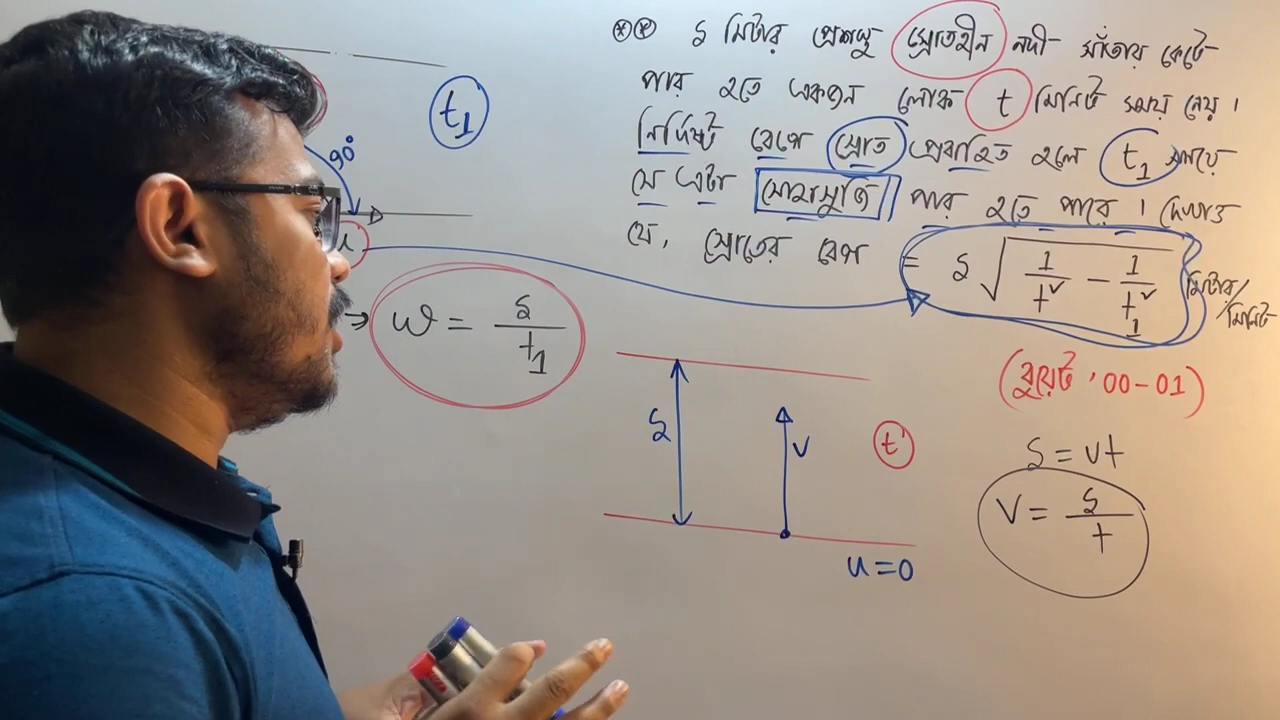 ⊛⊛ s মিটার প্রশস্ত স্রোতহীন নদী সাঁতার কেটে
পার হতে একজন লোক t মিনিট সময় নেয়।
নির্দিষ্ট বেগে স্রোত প্রবাহিত হলে t₁ সময়ে
সে এটা সোজাসুজি পার হতে পারে। দেখাও
যে, স্রোতের বেগ = s √(1/t² − 1/t₁²) মিটার/মিনিট
(বুয়েট '00-01)
t₁
90°
u
→ w = s/t₁
s
v
t
u=0
s = vt
v = s/t